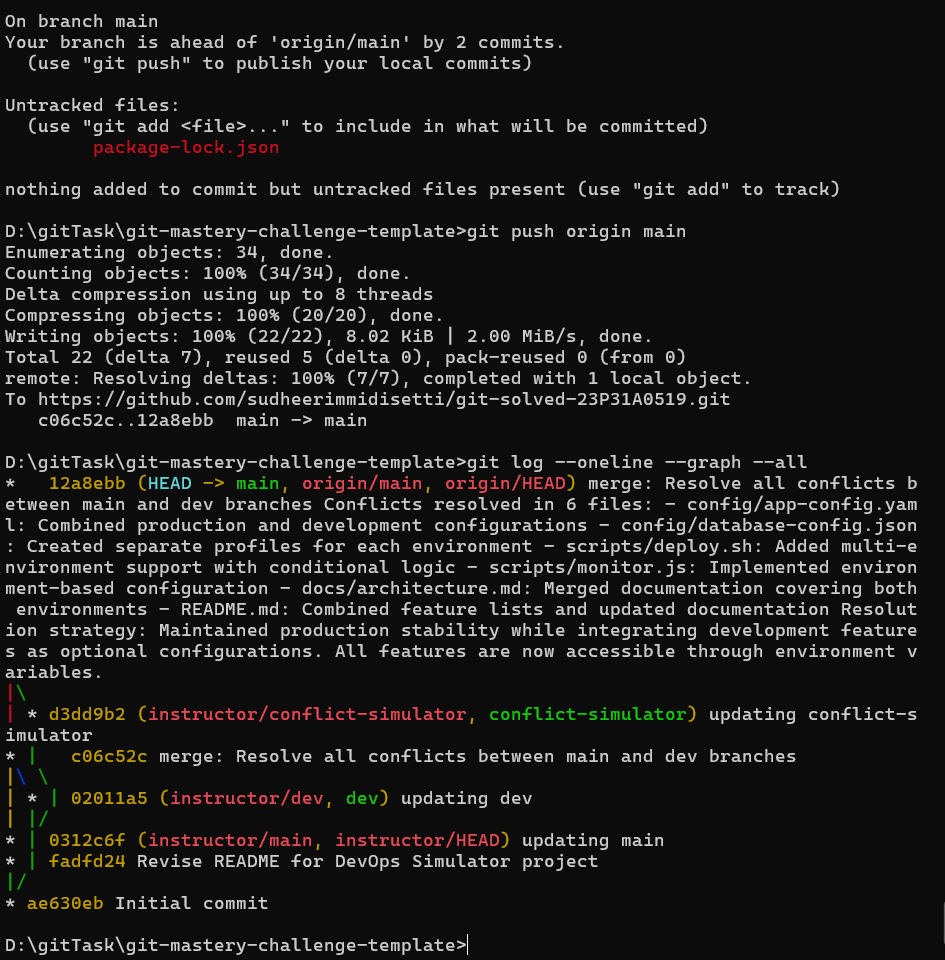 On branch main
Your branch is ahead of 'origin/main' by 2 commits.
  (use "git push" to publish your local commits)

Untracked files:
  (use "git add <file>..." to include in what will be committed)
        package-lock.json

nothing added to commit but untracked files present (use "git add" to track)

D:\gitTask\git-mastery-challenge-template>git push origin main
Enumerating objects: 34, done.
Counting objects: 100% (34/34), done.
Delta compression using up to 8 threads
Compressing objects: 100% (20/20), done.
Writing objects: 100% (22/22), 8.02 KiB | 2.00 MiB/s, done.
Total 22 (delta 7), reused 5 (delta 0), pack-reused 0 (from 0)
remote: Resolving deltas: 100% (7/7), completed with 1 local object.
To https://github.com/sudheerimmidisetti/git-solved-23P31A0519.git
   c06c52c..12a8ebb  main -> main

D:\gitTask\git-mastery-challenge-template>git log --oneline --graph --all
*   12a8ebb (HEAD -> main, origin/main, origin/HEAD) merge: Resolve all conflicts b
etween main and dev branches Conflicts resolved in 6 files: - config/app-config.yam
l: Combined production and development configurations - config/database-config.json
: Created separate profiles for each environment - scripts/deploy.sh: Added multi-e
nvironment support with conditional logic - scripts/monitor.js: Implemented environ
ment-based configuration - docs/architecture.md: Merged documentation covering both
 environments - README.md: Combined feature lists and updated documentation Resolut
ion strategy: Maintained production stability while integrating development feature
s as optional configurations. All features are now accessible through environment v
ariables.
|\
| * d3dd9b2 (instructor/conflict-simulator, conflict-simulator) updating conflict-s
imulator
* |   c06c52c merge: Resolve all conflicts between main and dev branches
|\ \
| * | 02011a5 (instructor/dev, dev) updating dev
| |/
* | 0312c6f (instructor/main, instructor/HEAD) updating main
* | fadfd24 Revise README for DevOps Simulator project
|/
* ae630eb Initial commit

D:\gitTask\git-mastery-challenge-template>